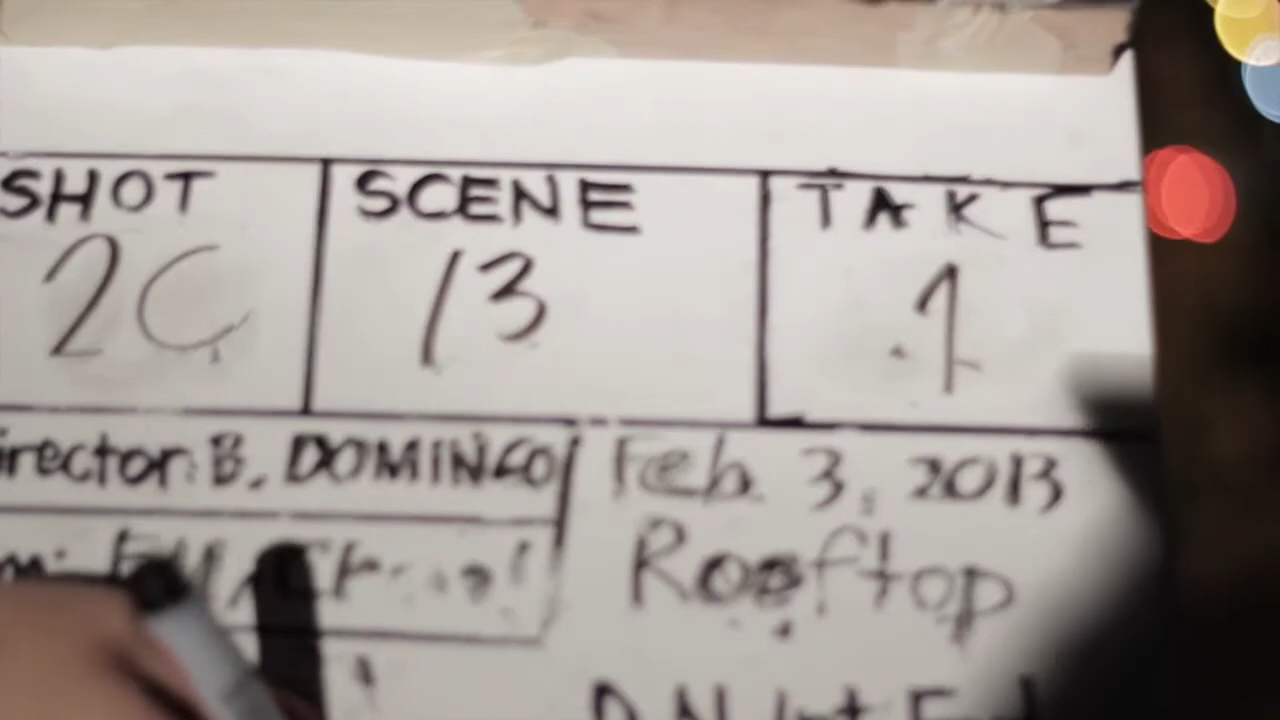 SHOT SCENE TAKE
2C 13 1
irector: B. DOMINGO Feb. 3, 2013
Rooftop